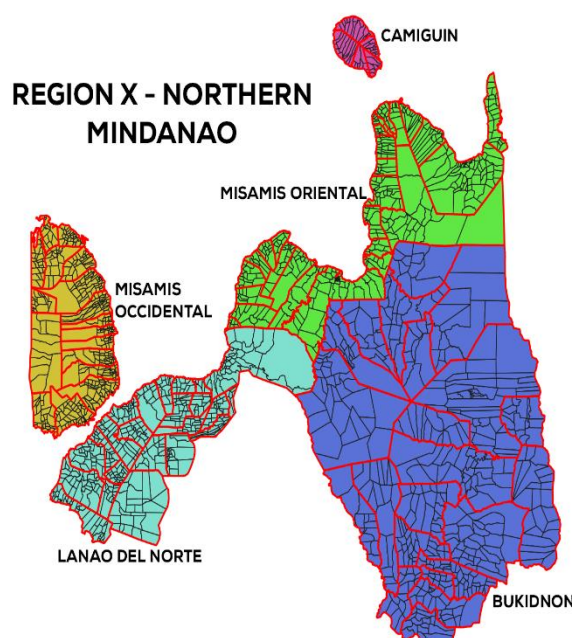 CAMIGUIN
REGION X - NORTHERN
MINDANAO
MISAMIS ORIENTAL
MISAMIS
OCCIDENTAL
LANAO DEL NORTE
BUKIDNON